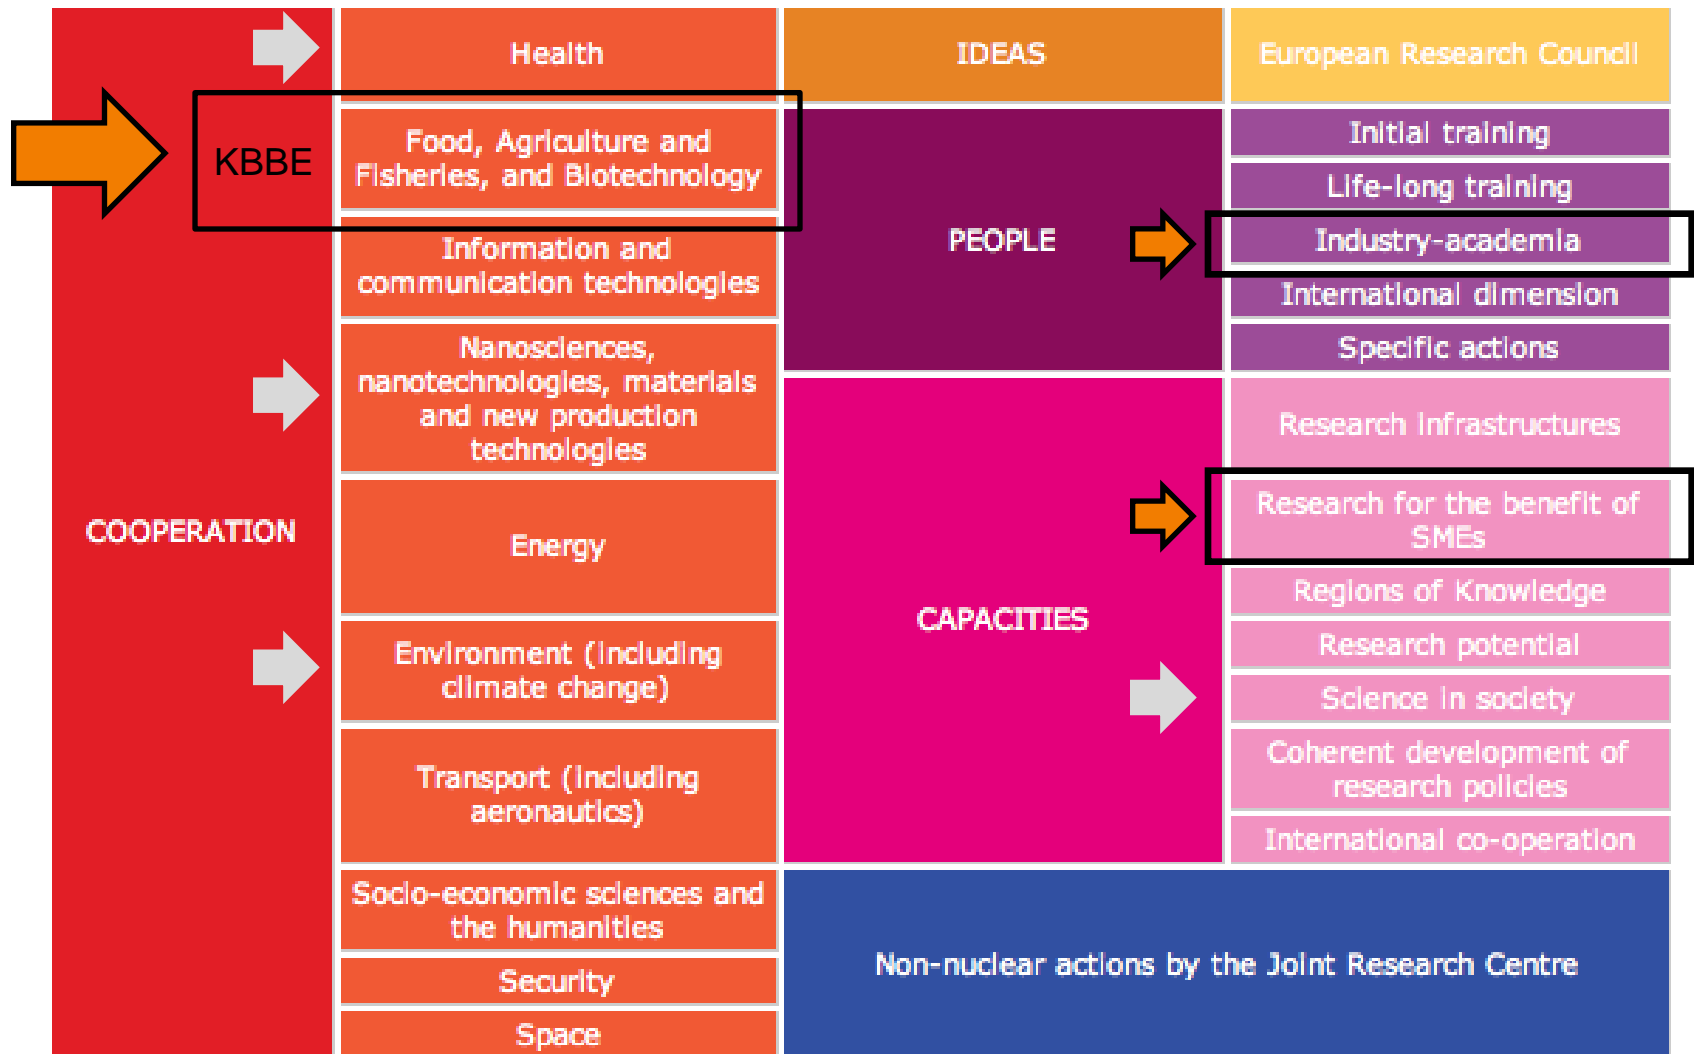 COOPERATION
Health
KBBE
Food, Agriculture and
Fisheries, and Biotechnology
Information and
communication technologies
Nanosciences,
nanotechnologies, materials
and new production
technologies
Energy
Environment (including
climate change)
Transport (including
aeronautics)
Socio-economic sciences and
the humanities
Security
Space
IDEAS
European Research Council
PEOPLE
Initial training
Life-long training
Industry-academia
International dimension
Specific actions
CAPACITIES
Research infrastructures
Research for the benefit of
SMEs
Regions of Knowledge
Research potential
Science in society
Coherent development of
research policies
International co-operation
Non-nuclear actions by the Joint Research Centre